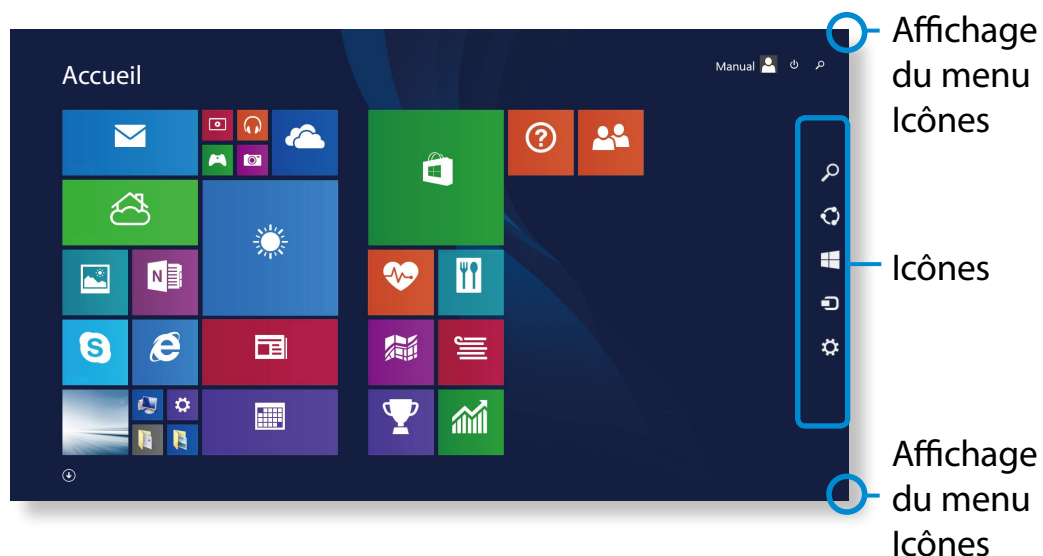 Affichage
du menu
Icônes
Accueil
Manual
Icônes
Affichage
du menu
Icônes